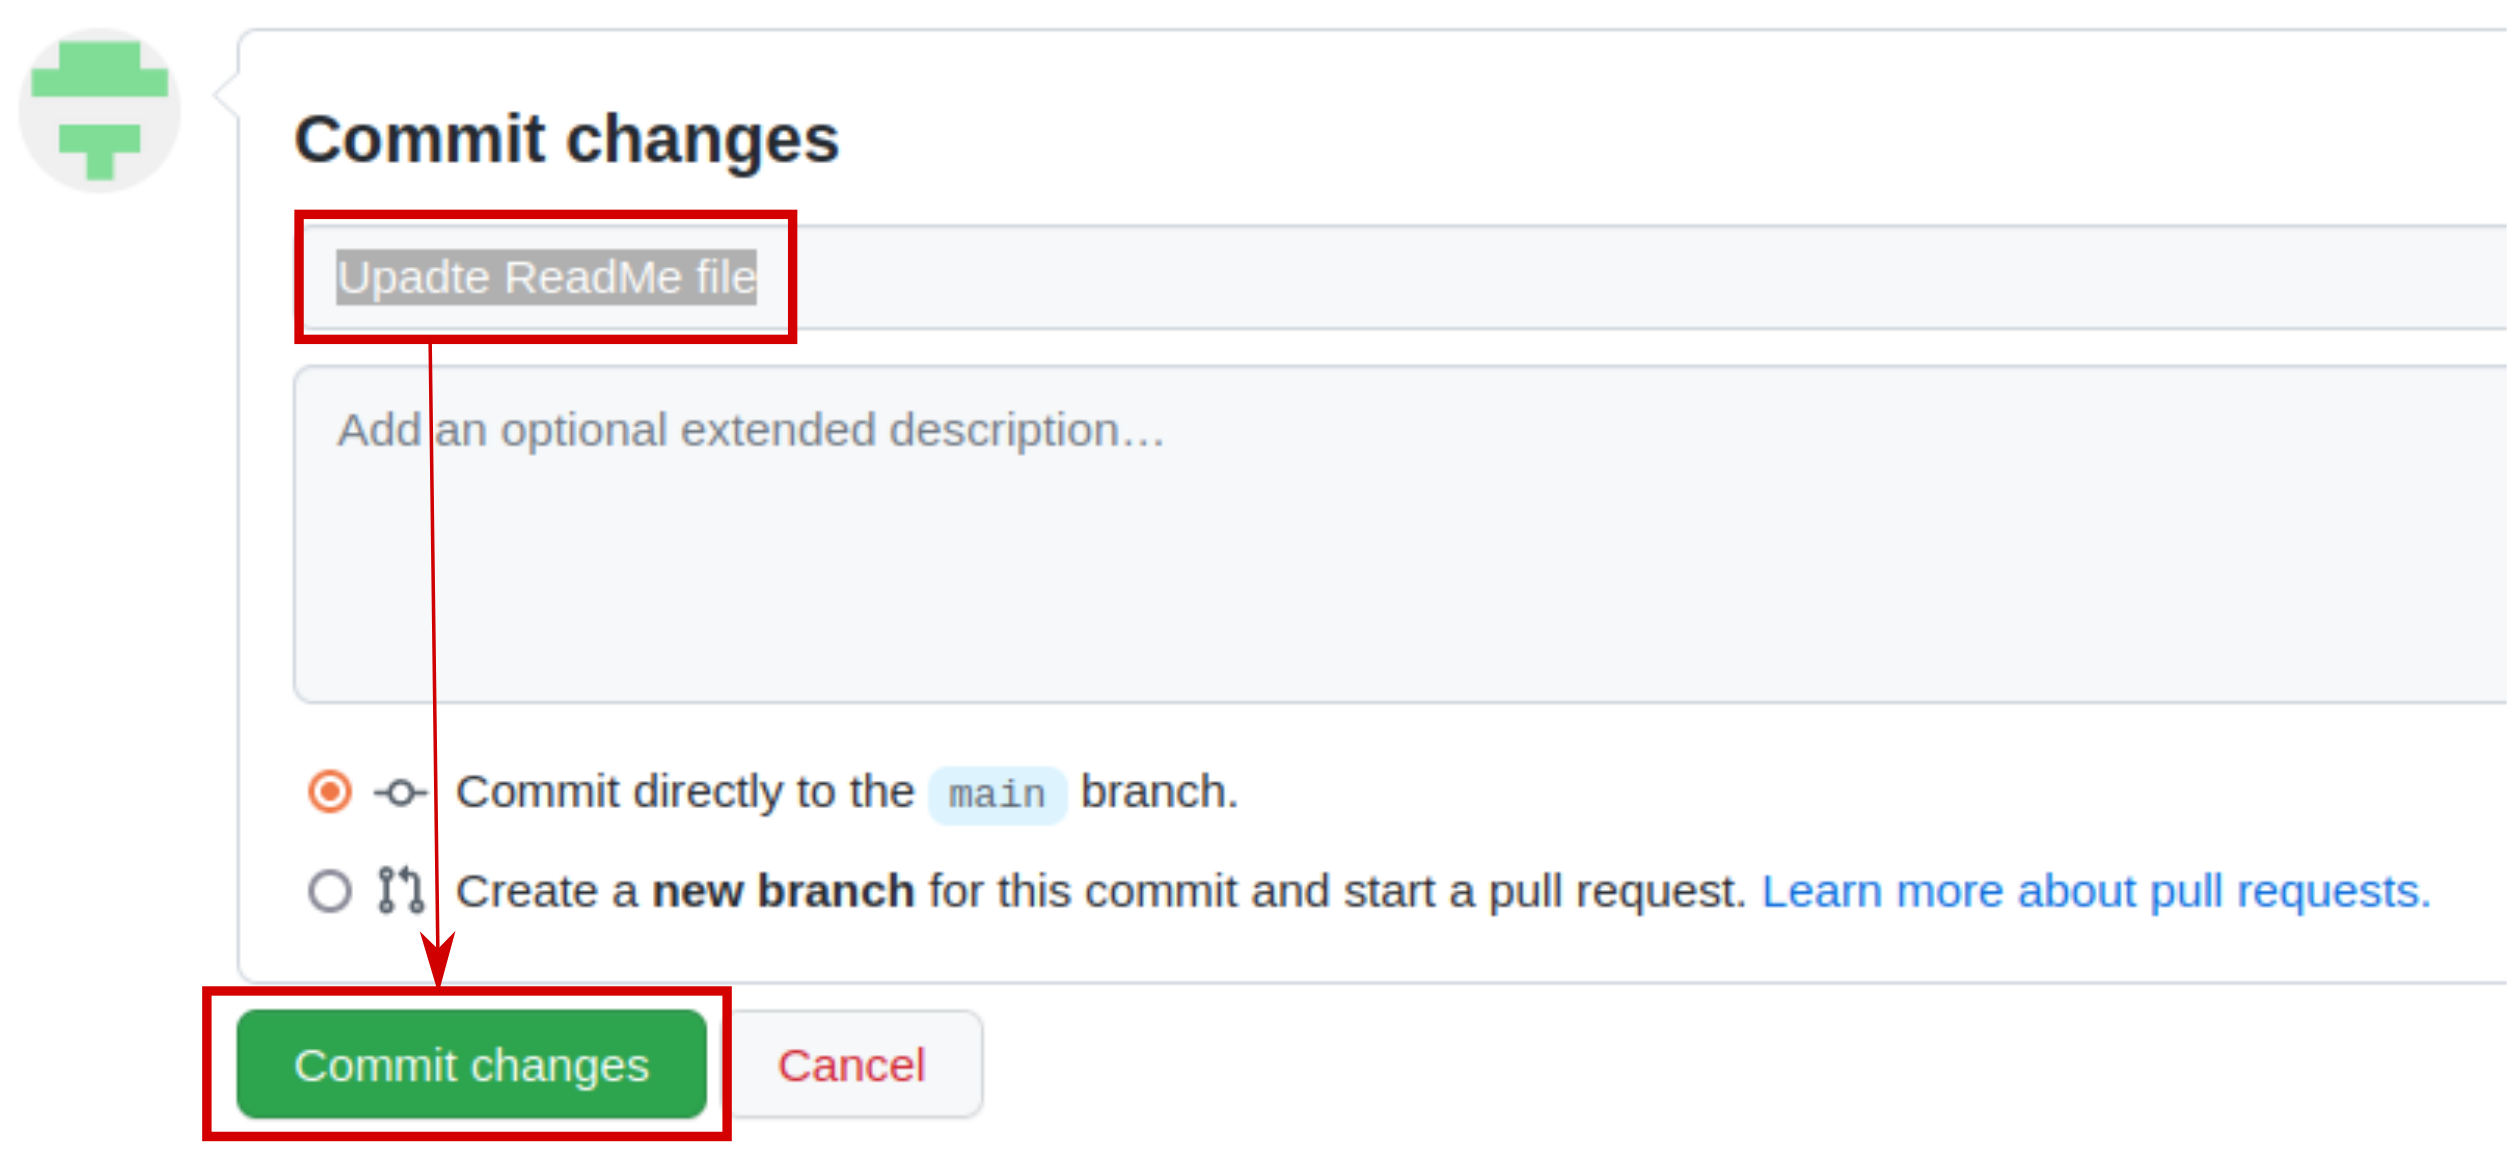 Commit changes
Upadte ReadMe file
Add an optional extended description…
Commit directly to the main branch.
Create a new branch for this commit and start a pull request. Learn more about pull requests.
Commit changes
Cancel